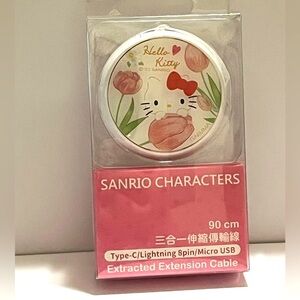 Hello
Kitty
SANRIO CHARACTERS
90 cm
三合一伸縮傳輸線
Type-C/Lightning 8pin/Micro USB
Extracted Extension Cable